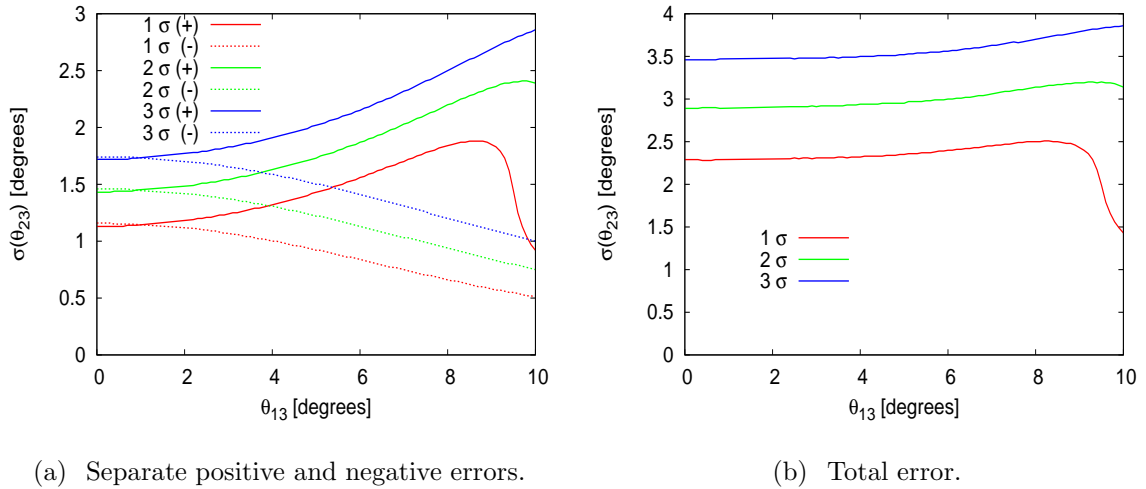 3
2.5
2
1.5
1
0.5
0
0 2 4 6 8 10
σ(θ23) [degrees]
θ13 [degrees]
1 σ (+)
1 σ (-)
2 σ (+)
2 σ (-)
3 σ (+)
3 σ (-)
(a) Separate positive and negative errors.
4
3.5
3
2.5
2
1.5
1
0.5
0
0 2 4 6 8 10
σ(θ23) [degrees]
θ13 [degrees]
1 σ
2 σ
3 σ
(b) Total error.